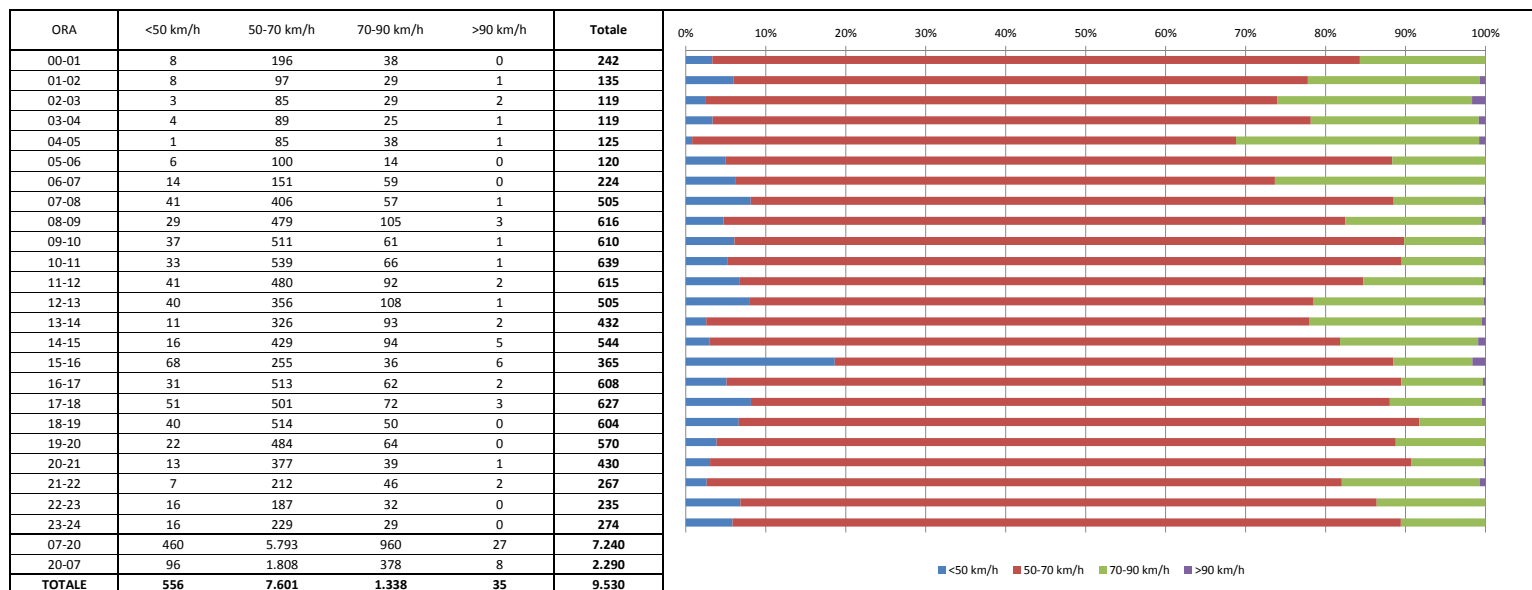 ORA <50 km/h 50-70 km/h 70-90 km/h >90 km/h Totale
0% 10% 20% 30% 40% 50% 60% 70% 80% 90% 100%
00-01 8 196 38 0 242
01-02 8 97 29 1 135
02-03 3 85 29 2 119
03-04 4 89 25 1 119
04-05 1 85 38 1 125
05-06 6 100 14 0 120
06-07 14 151 59 0 224
07-08 41 406 57 1 505
08-09 29 479 105 3 616
09-10 37 511 61 1 610
10-11 33 539 66 1 639
11-12 41 480 92 2 615
12-13 40 356 108 1 505
13-14 11 326 93 2 432
14-15 16 429 94 5 544
15-16 68 255 36 6 365
16-17 31 513 62 2 608
17-18 51 501 72 3 627
18-19 40 514 50 0 604
19-20 22 484 64 0 570
20-21 13 377 39 1 430
21-22 7 212 46 2 267
22-23 16 187 32 0 235
23-24 16 229 29 0 274
07-20 460 5.793 960 27 7.240
20-07 96 1.808 378 8 2.290
TOTALE 556 7.601 1.338 35 9.530
<50 km/h 50-70 km/h 70-90 km/h >90 km/h